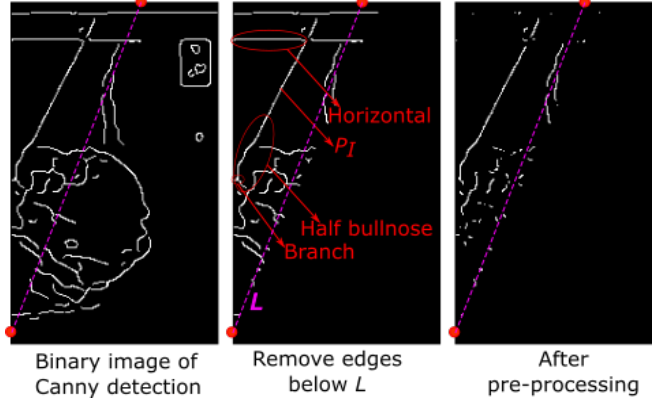 Horizontal
P_I
Half bullnose
Branch
L
Binary image of
Canny detection
Remove edges
below L
After
pre-processing